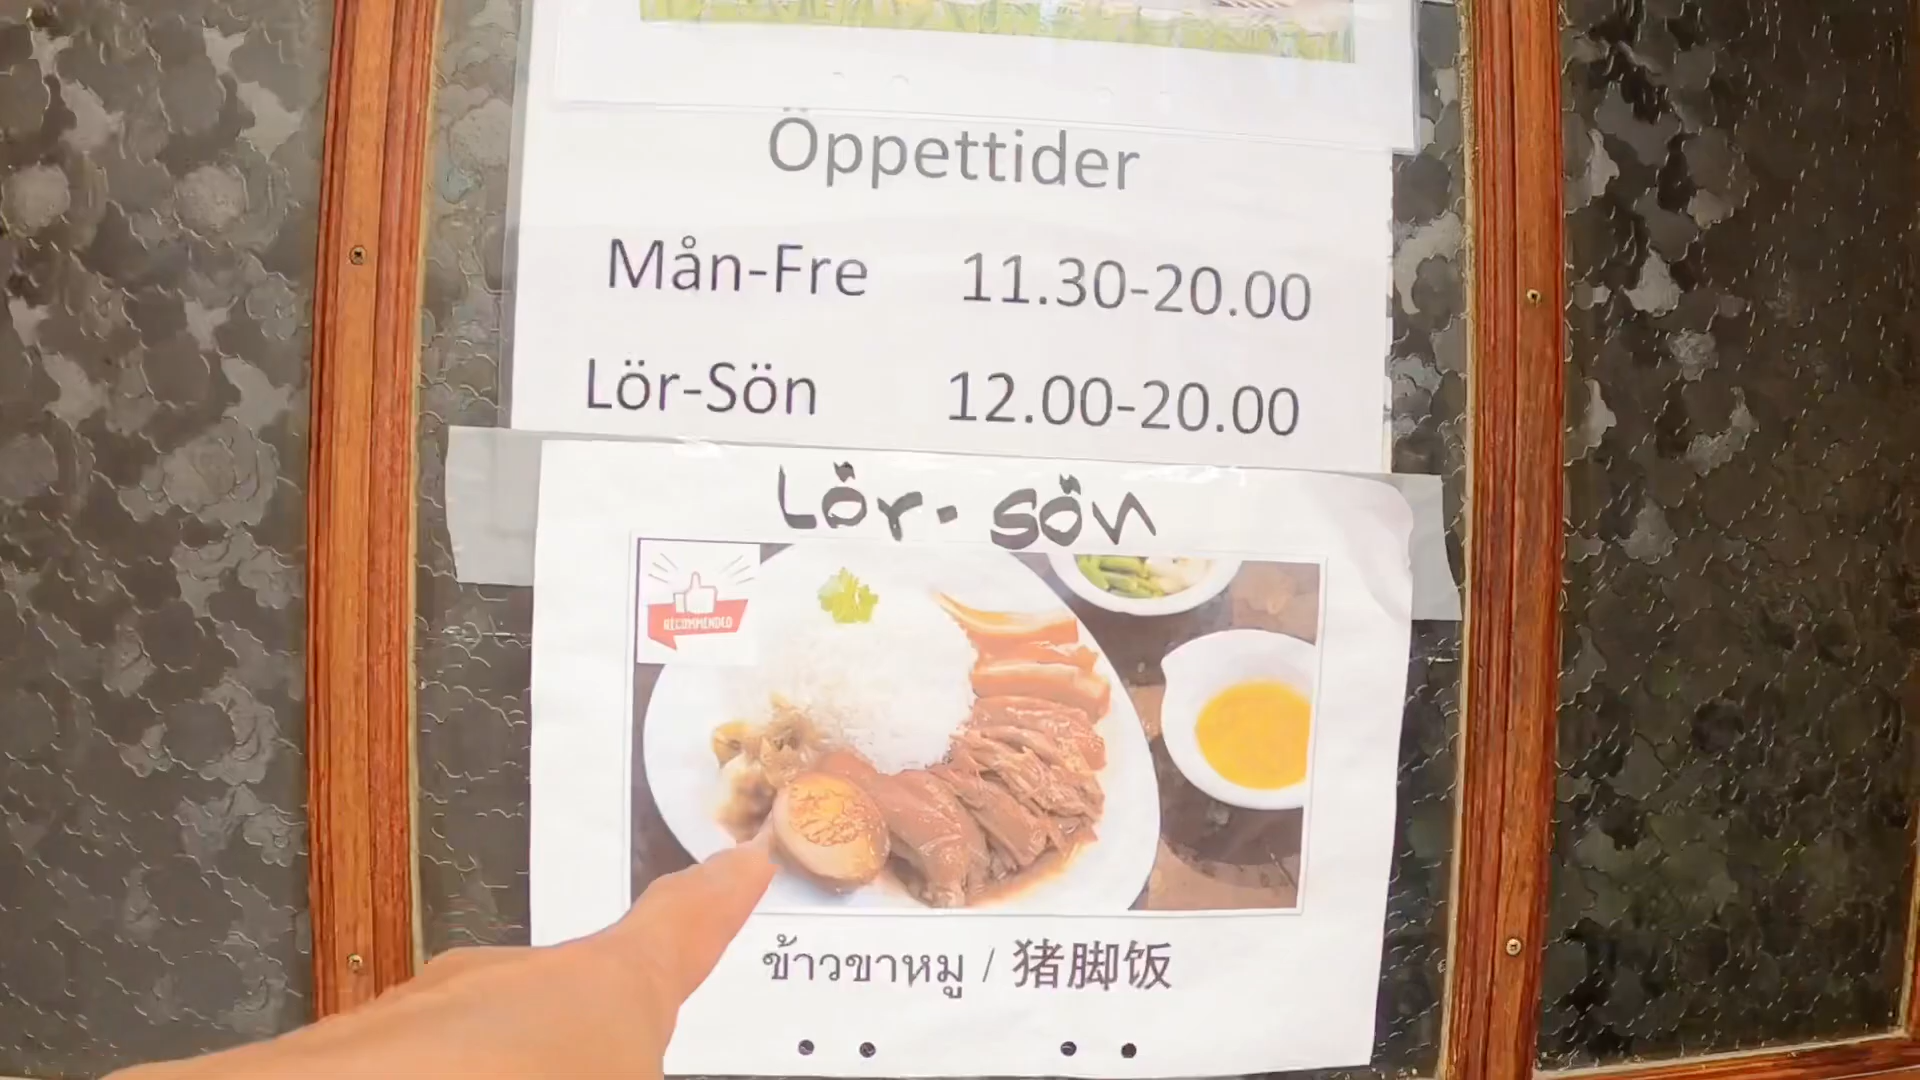 Öppettider
Mån-Fre 11.30-20.00
Lör-Sön 12.00-20.00
Lör. Sön
RECOMMENDED
ข้าวขาหมู / 猪脚饭